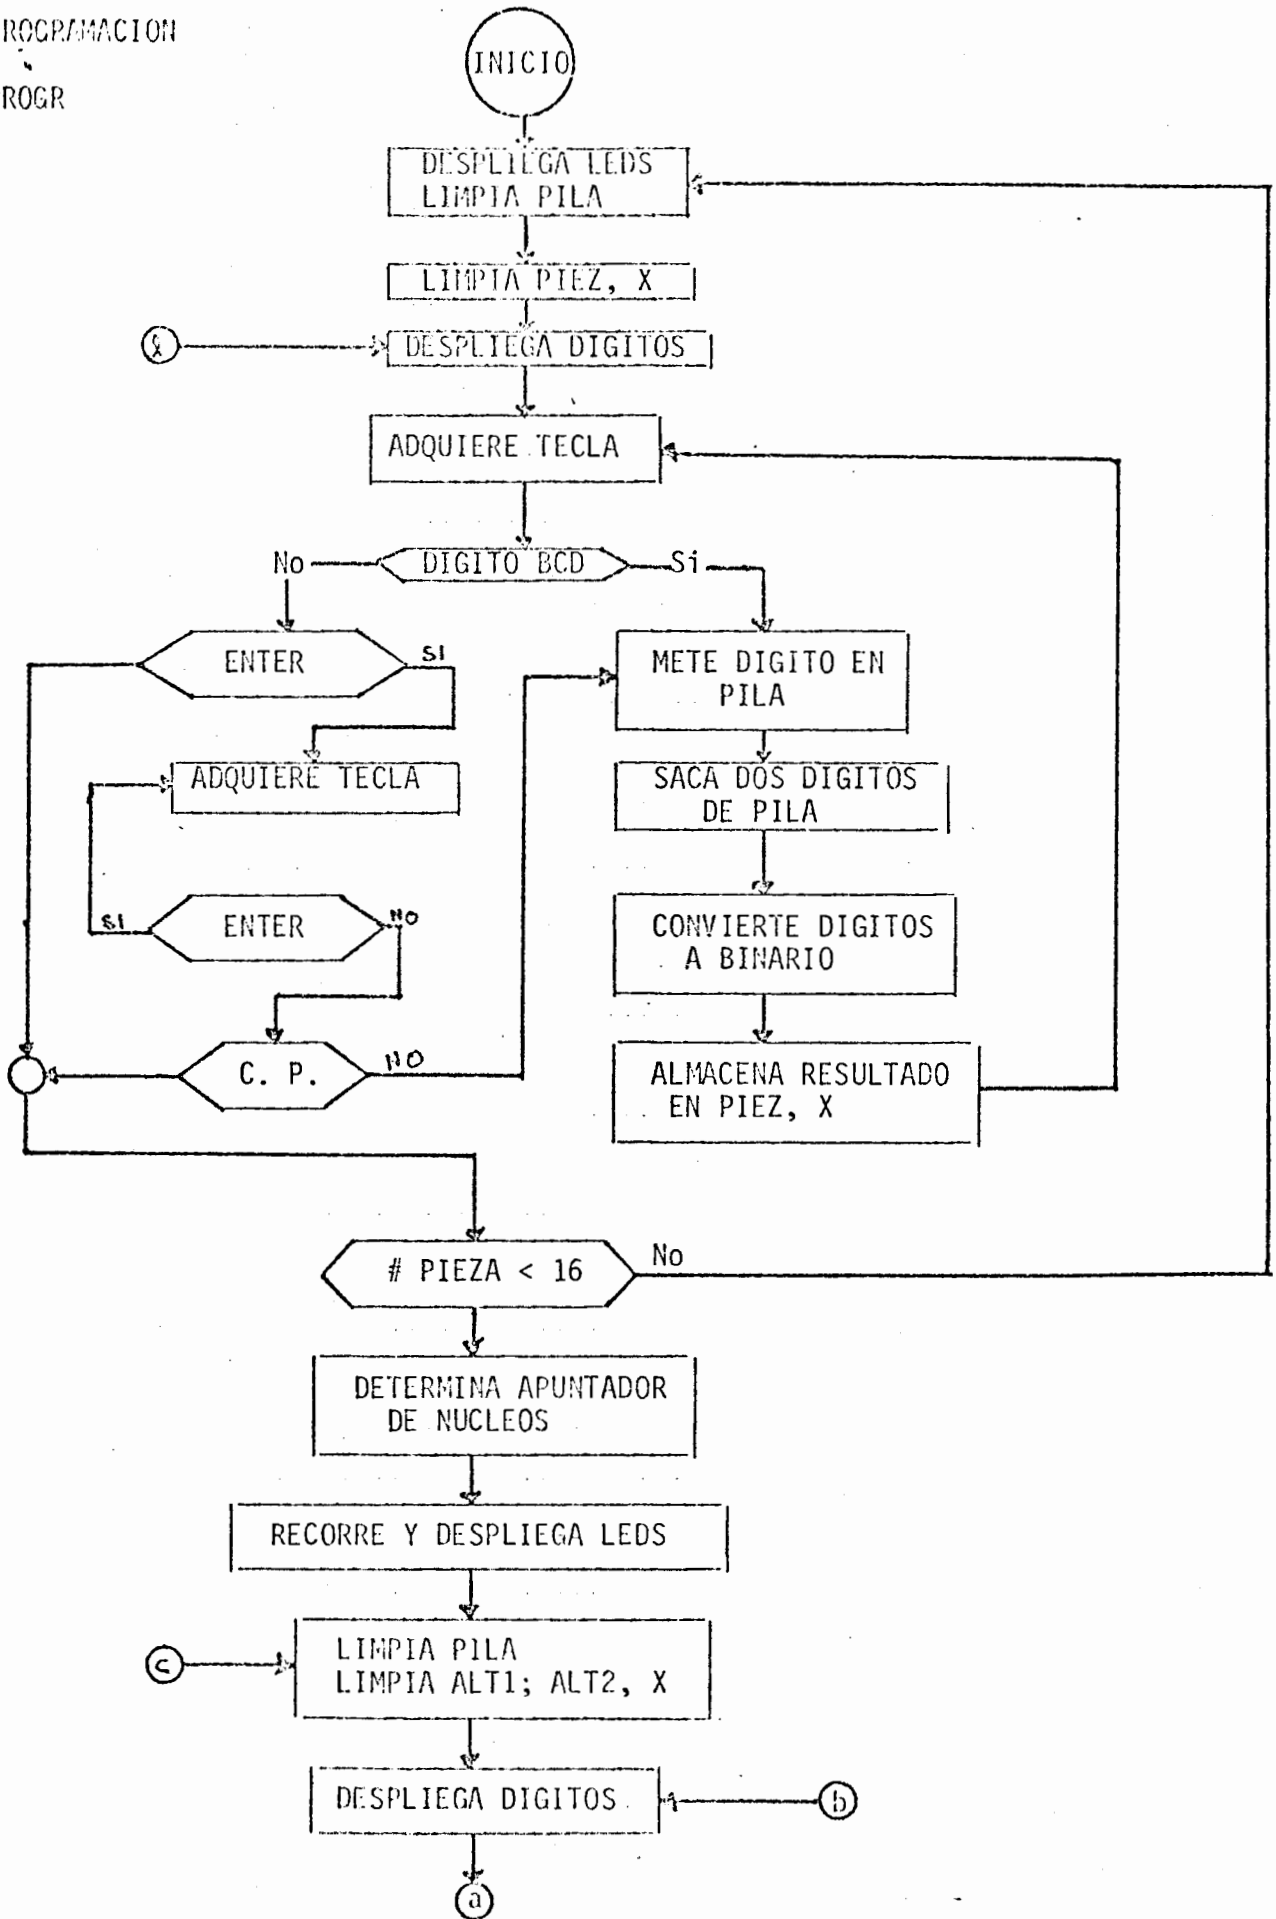 ROGRAMACION
ROGR
INICIO
DESPLIEGA LEDS
LIMPIA PILA
LIMPIA PIEZ, X
DESPLIEGA DIGITOS
ADQUIERE TECLA
No
DIGITO BCD
Si
ENTER
SI
METE DIGITO EN
PILA
ADQUIERE TECLA
SACA DOS DIGITOS
DE PILA
SI
ENTER
NO
CONVIERTE DIGITOS
A BINARIO
C. P.
NO
ALMACENA RESULTADO
EN PIEZ, X
# PIEZA < 16
No
DETERMINA APUNTADOR
DE NUCLEOS
RECORRE Y DESPLIEGA LEDS
C
LIMPIA PILA
LIMPIA ALT1; ALT2, X
DESPLIEGA DIGITOS
b
a